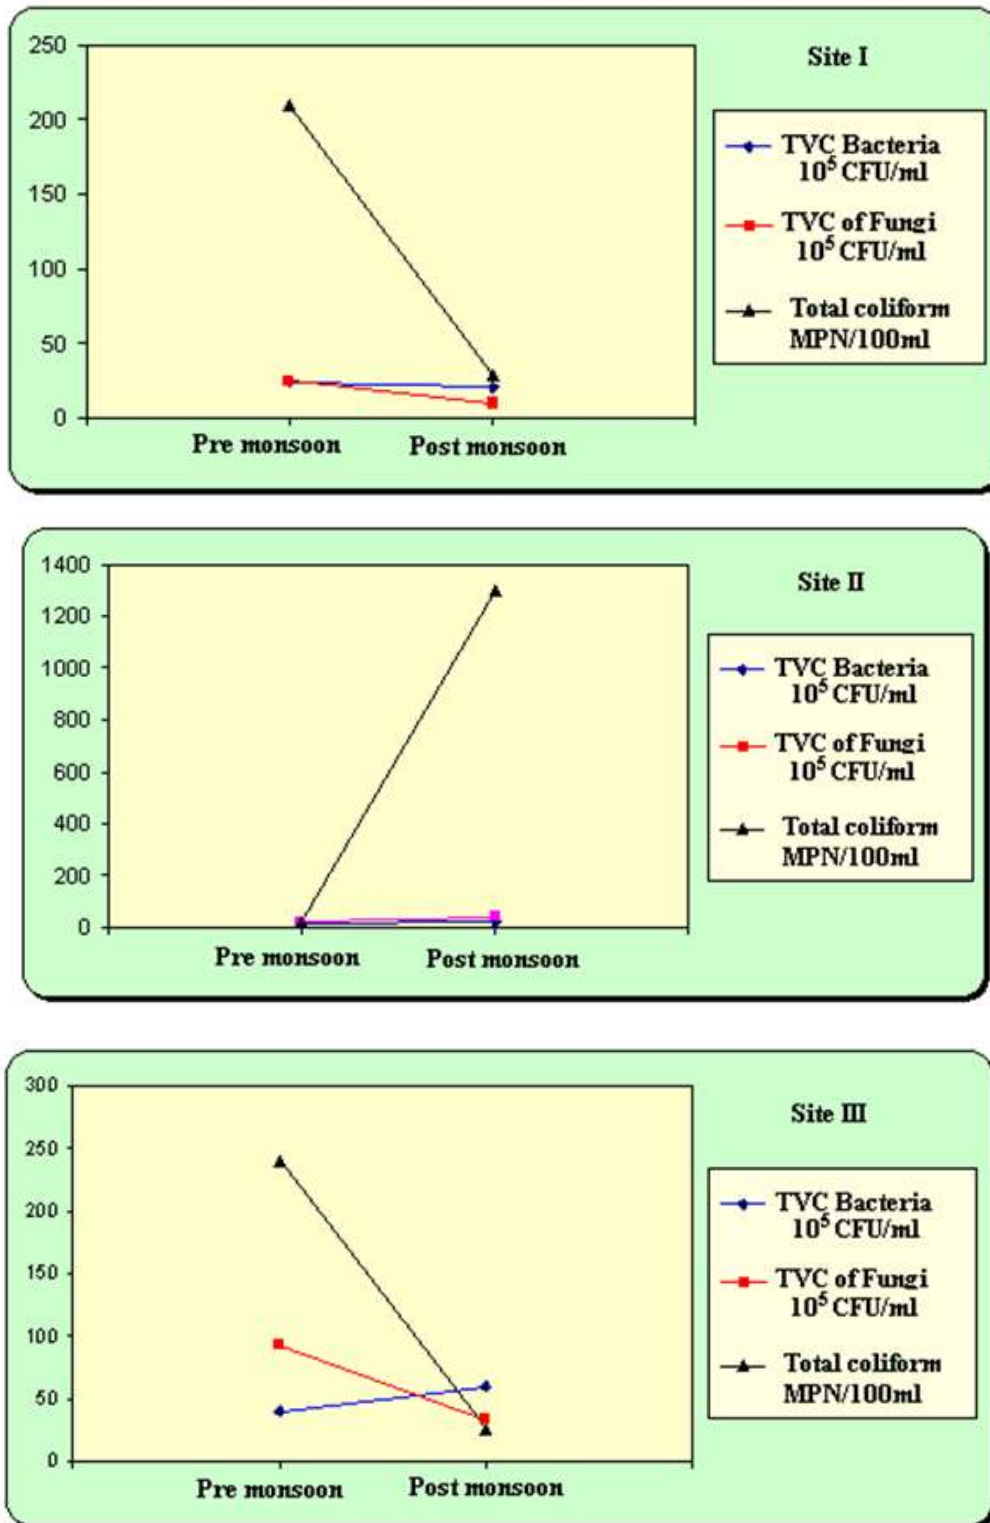 Site I
250
200
150
100
50
0
Pre monsoon
Post monsoon
TVC Bacteria
10⁵ CFU/ml
TVC of Fungi
10⁵ CFU/ml
Total coliform
MPN/100ml
Site II
1400
1200
1000
800
600
400
200
0
Pre monsoon
Post monsoon
TVC Bacteria
10⁵ CFU/ml
TVC of Fungi
10⁵ CFU/ml
Total coliform
MPN/100ml
Site III
300
250
200
150
100
50
0
Pre monsoon
Post monsoon
TVC Bacteria
10⁵ CFU/ml
TVC of Fungi
10⁵ CFU/ml
Total coliform
MPN/100ml